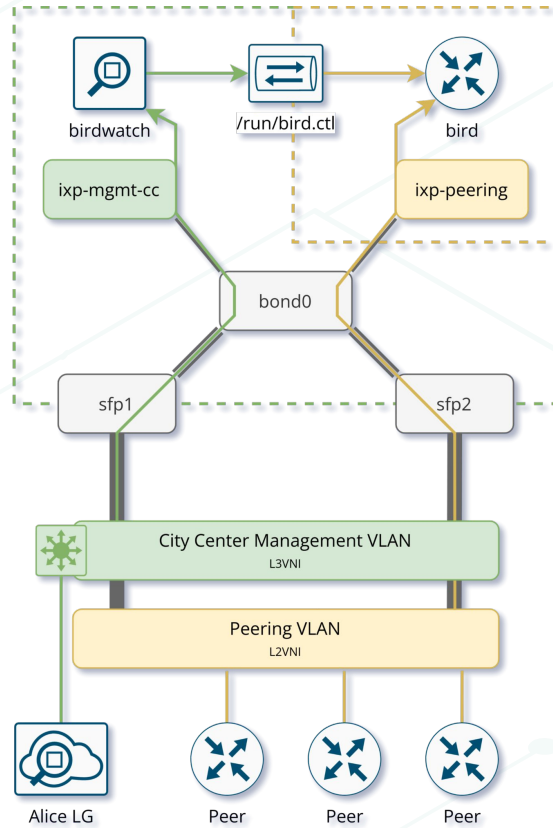 birdwatch
/run/bird.ctl
bird
ixp-mgmt-cc
ixp-peering
bond0
sfp1
sfp2
City Center Management VLAN
L3VNI
Peering VLAN
L2VNI
Alice LG
Peer
Peer
Peer